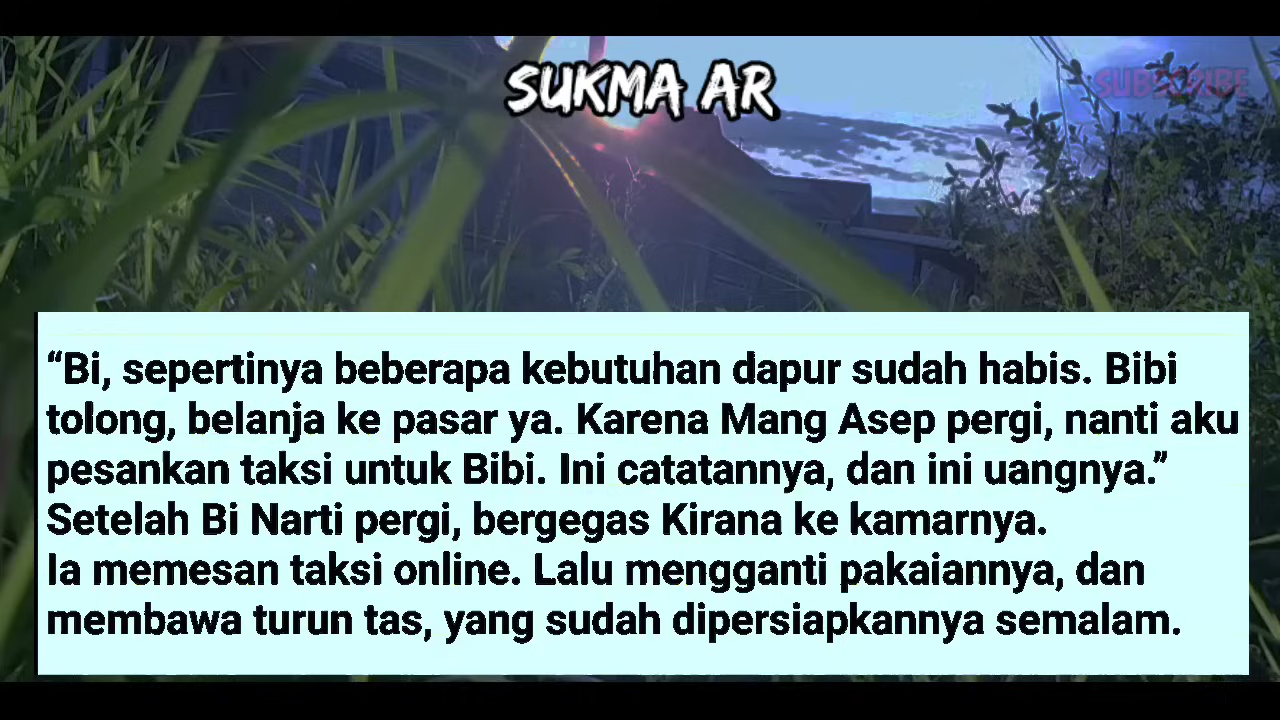 SUKMA AR
SUBSCRIBE
“Bi, sepertinya beberapa kebutuhan dapur sudah habis. Bibi
tolong, belanja ke pasar ya. Karena Mang Asep pergi, nanti aku
pesankan taksi untuk Bibi. Ini catatannya, dan ini uangnya.”
Setelah Bi Narti pergi, bergegas Kirana ke kamarnya.
Ia memesan taksi online. Lalu mengganti pakaiannya, dan
membawa turun tas, yang sudah dipersiapkannya semalam.